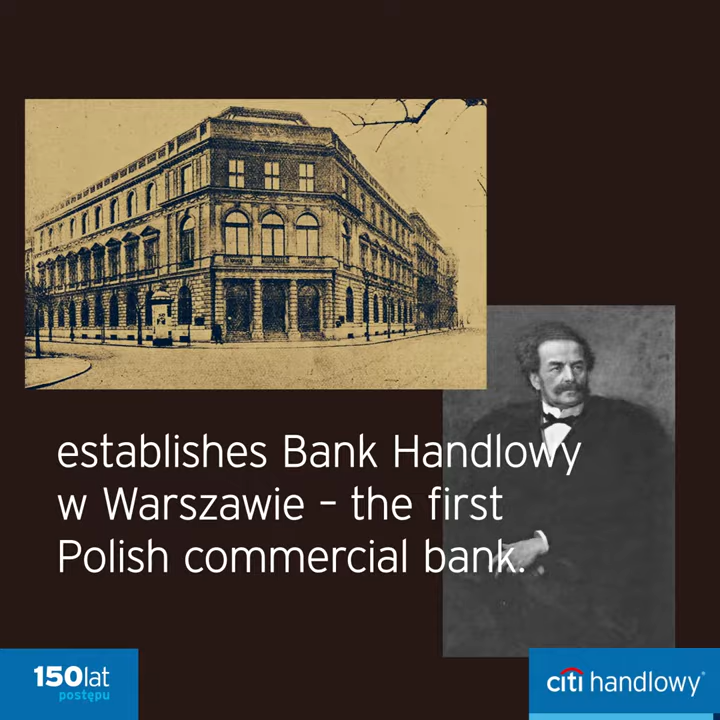 establishes Bank Handlowy
w Warszawie – the first
Polish commercial bank.
150lat
postępu
citi handlowy®